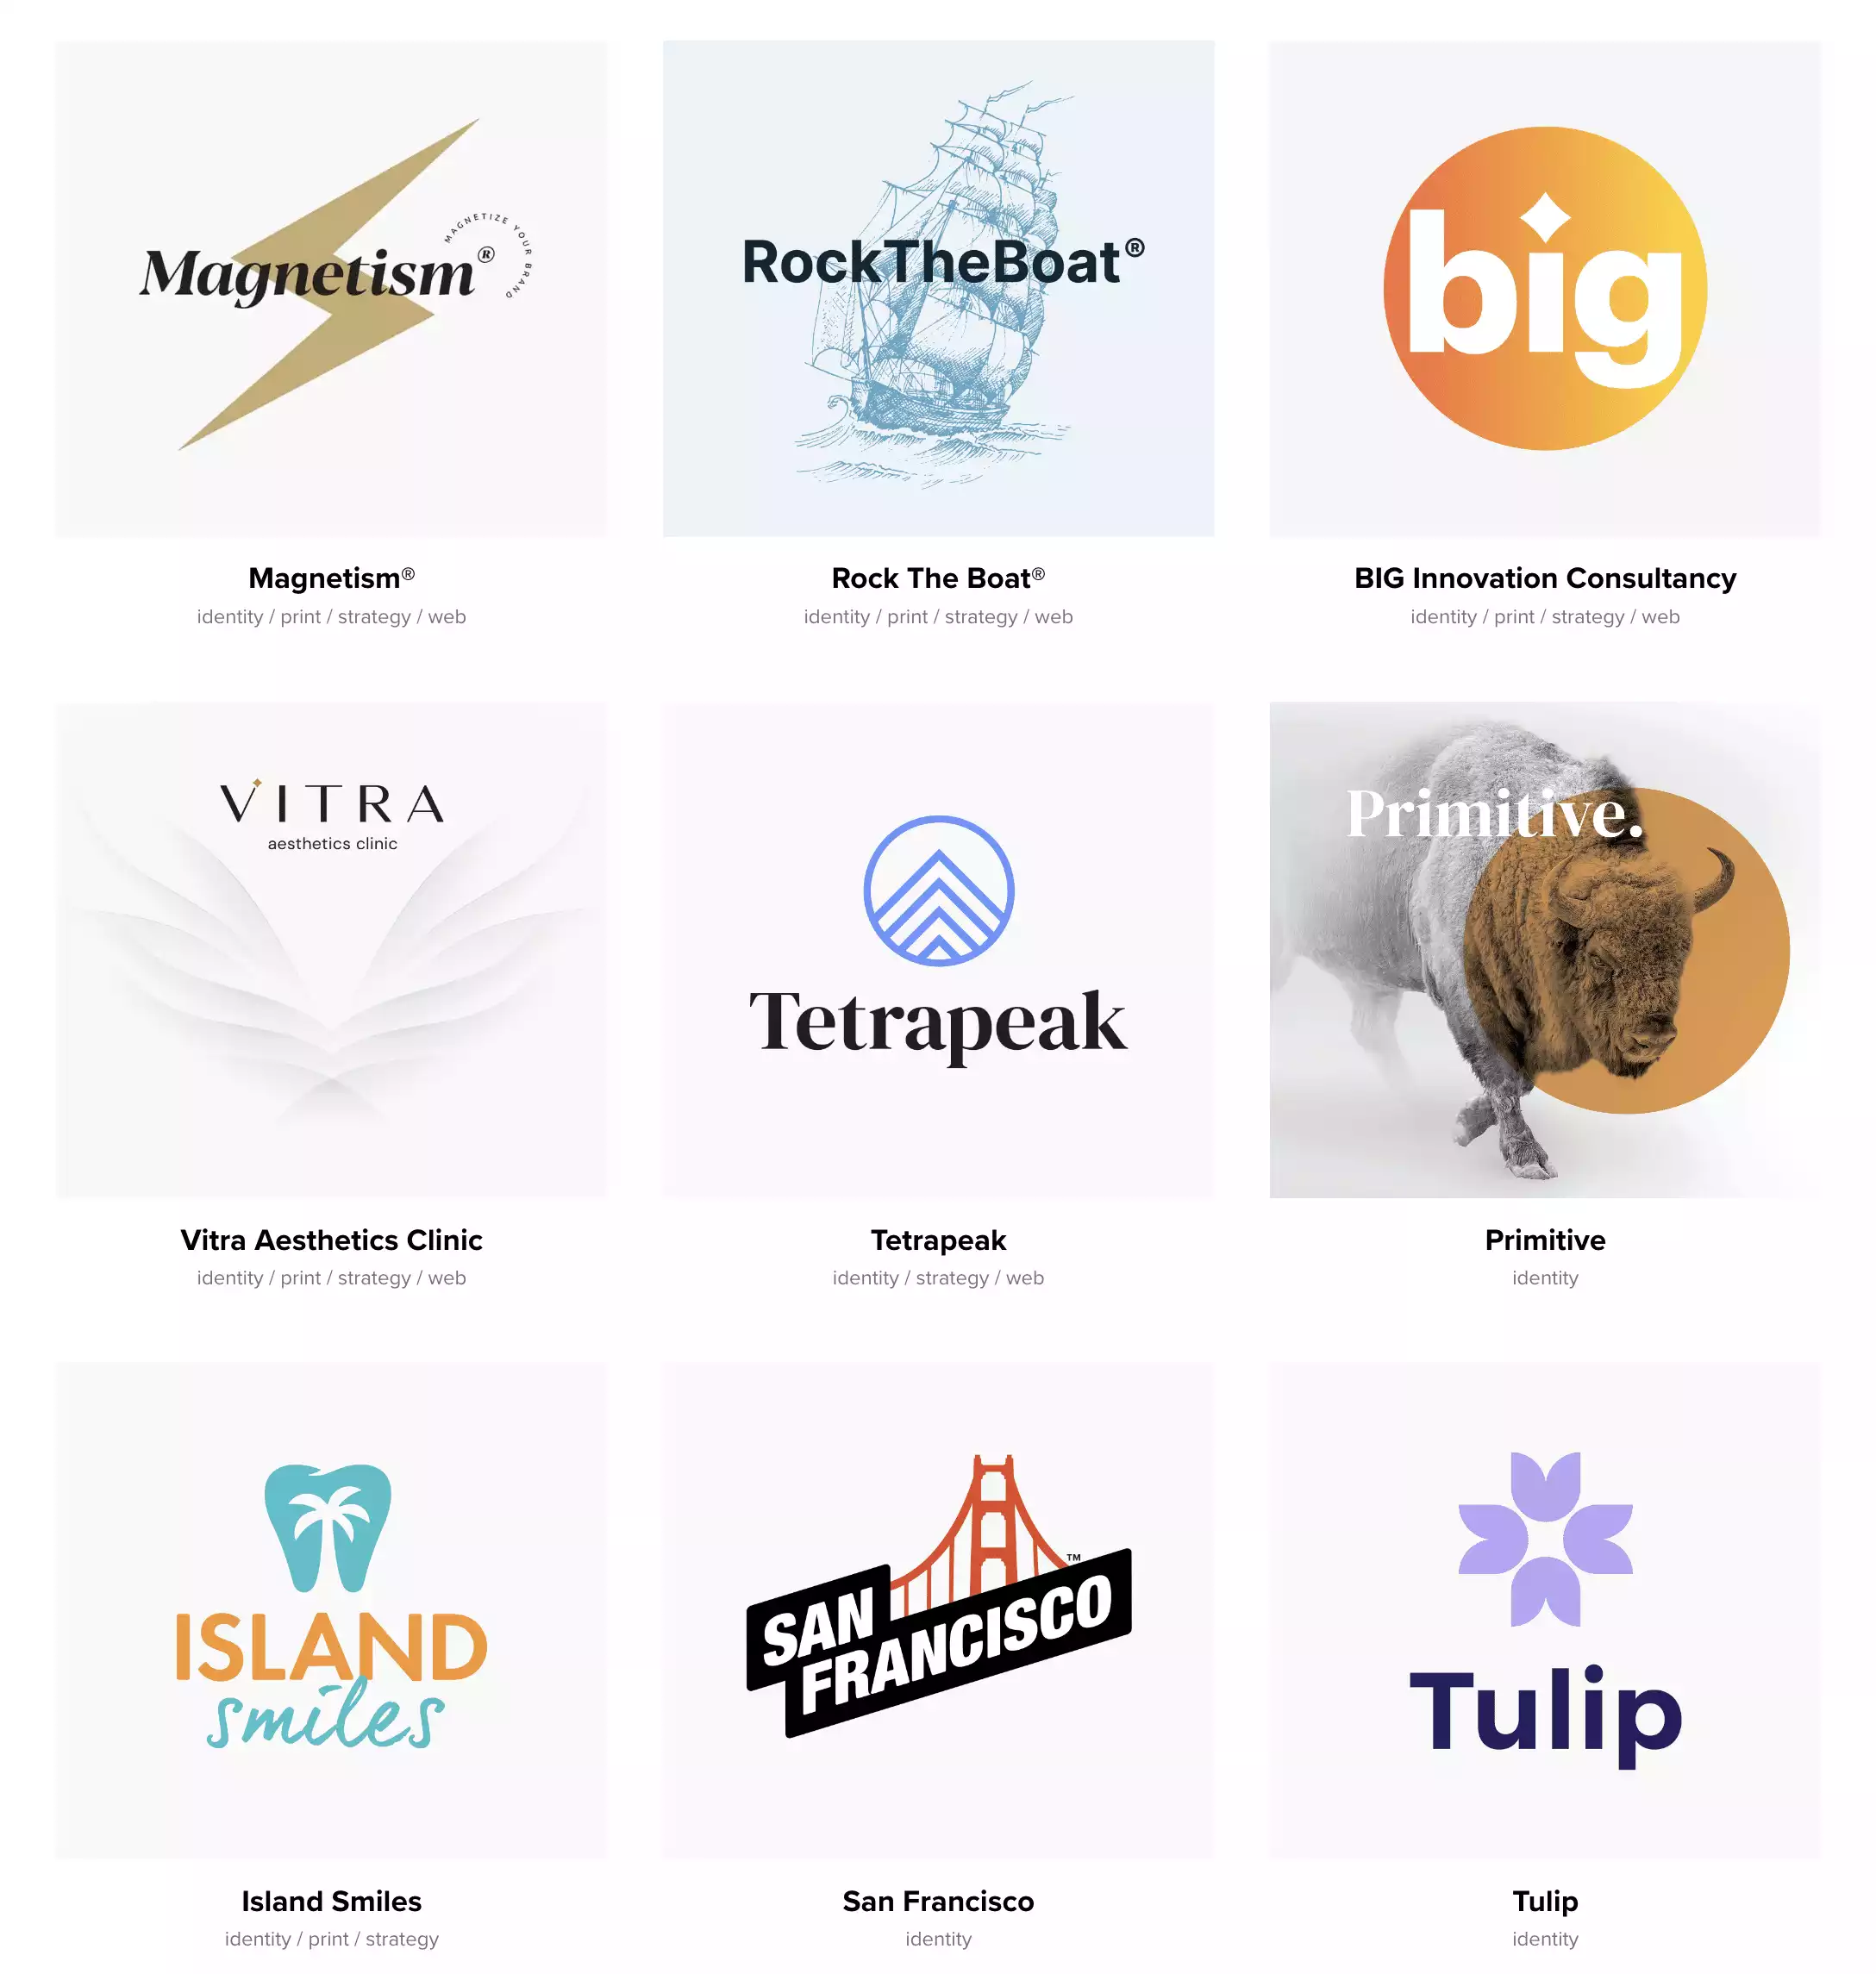 Magnetism®
MAGNETIZE YOUR BRAND
RockTheBoat®
big
Magnetism®
identity / print / strategy / web
Rock The Boat®
identity / print / strategy / web
BIG Innovation Consultancy
identity / print / strategy / web
VITRA
aesthetics clinic
Tetrapeak
Primitive.
Vitra Aesthetics Clinic
identity / print / strategy / web
Tetrapeak
identity / strategy / web
Primitive
identity
ISLAND
smiles
SAN
FRANCISCO
™
Tulip
Island Smiles
identity / print / strategy
San Francisco
identity
Tulip
identity